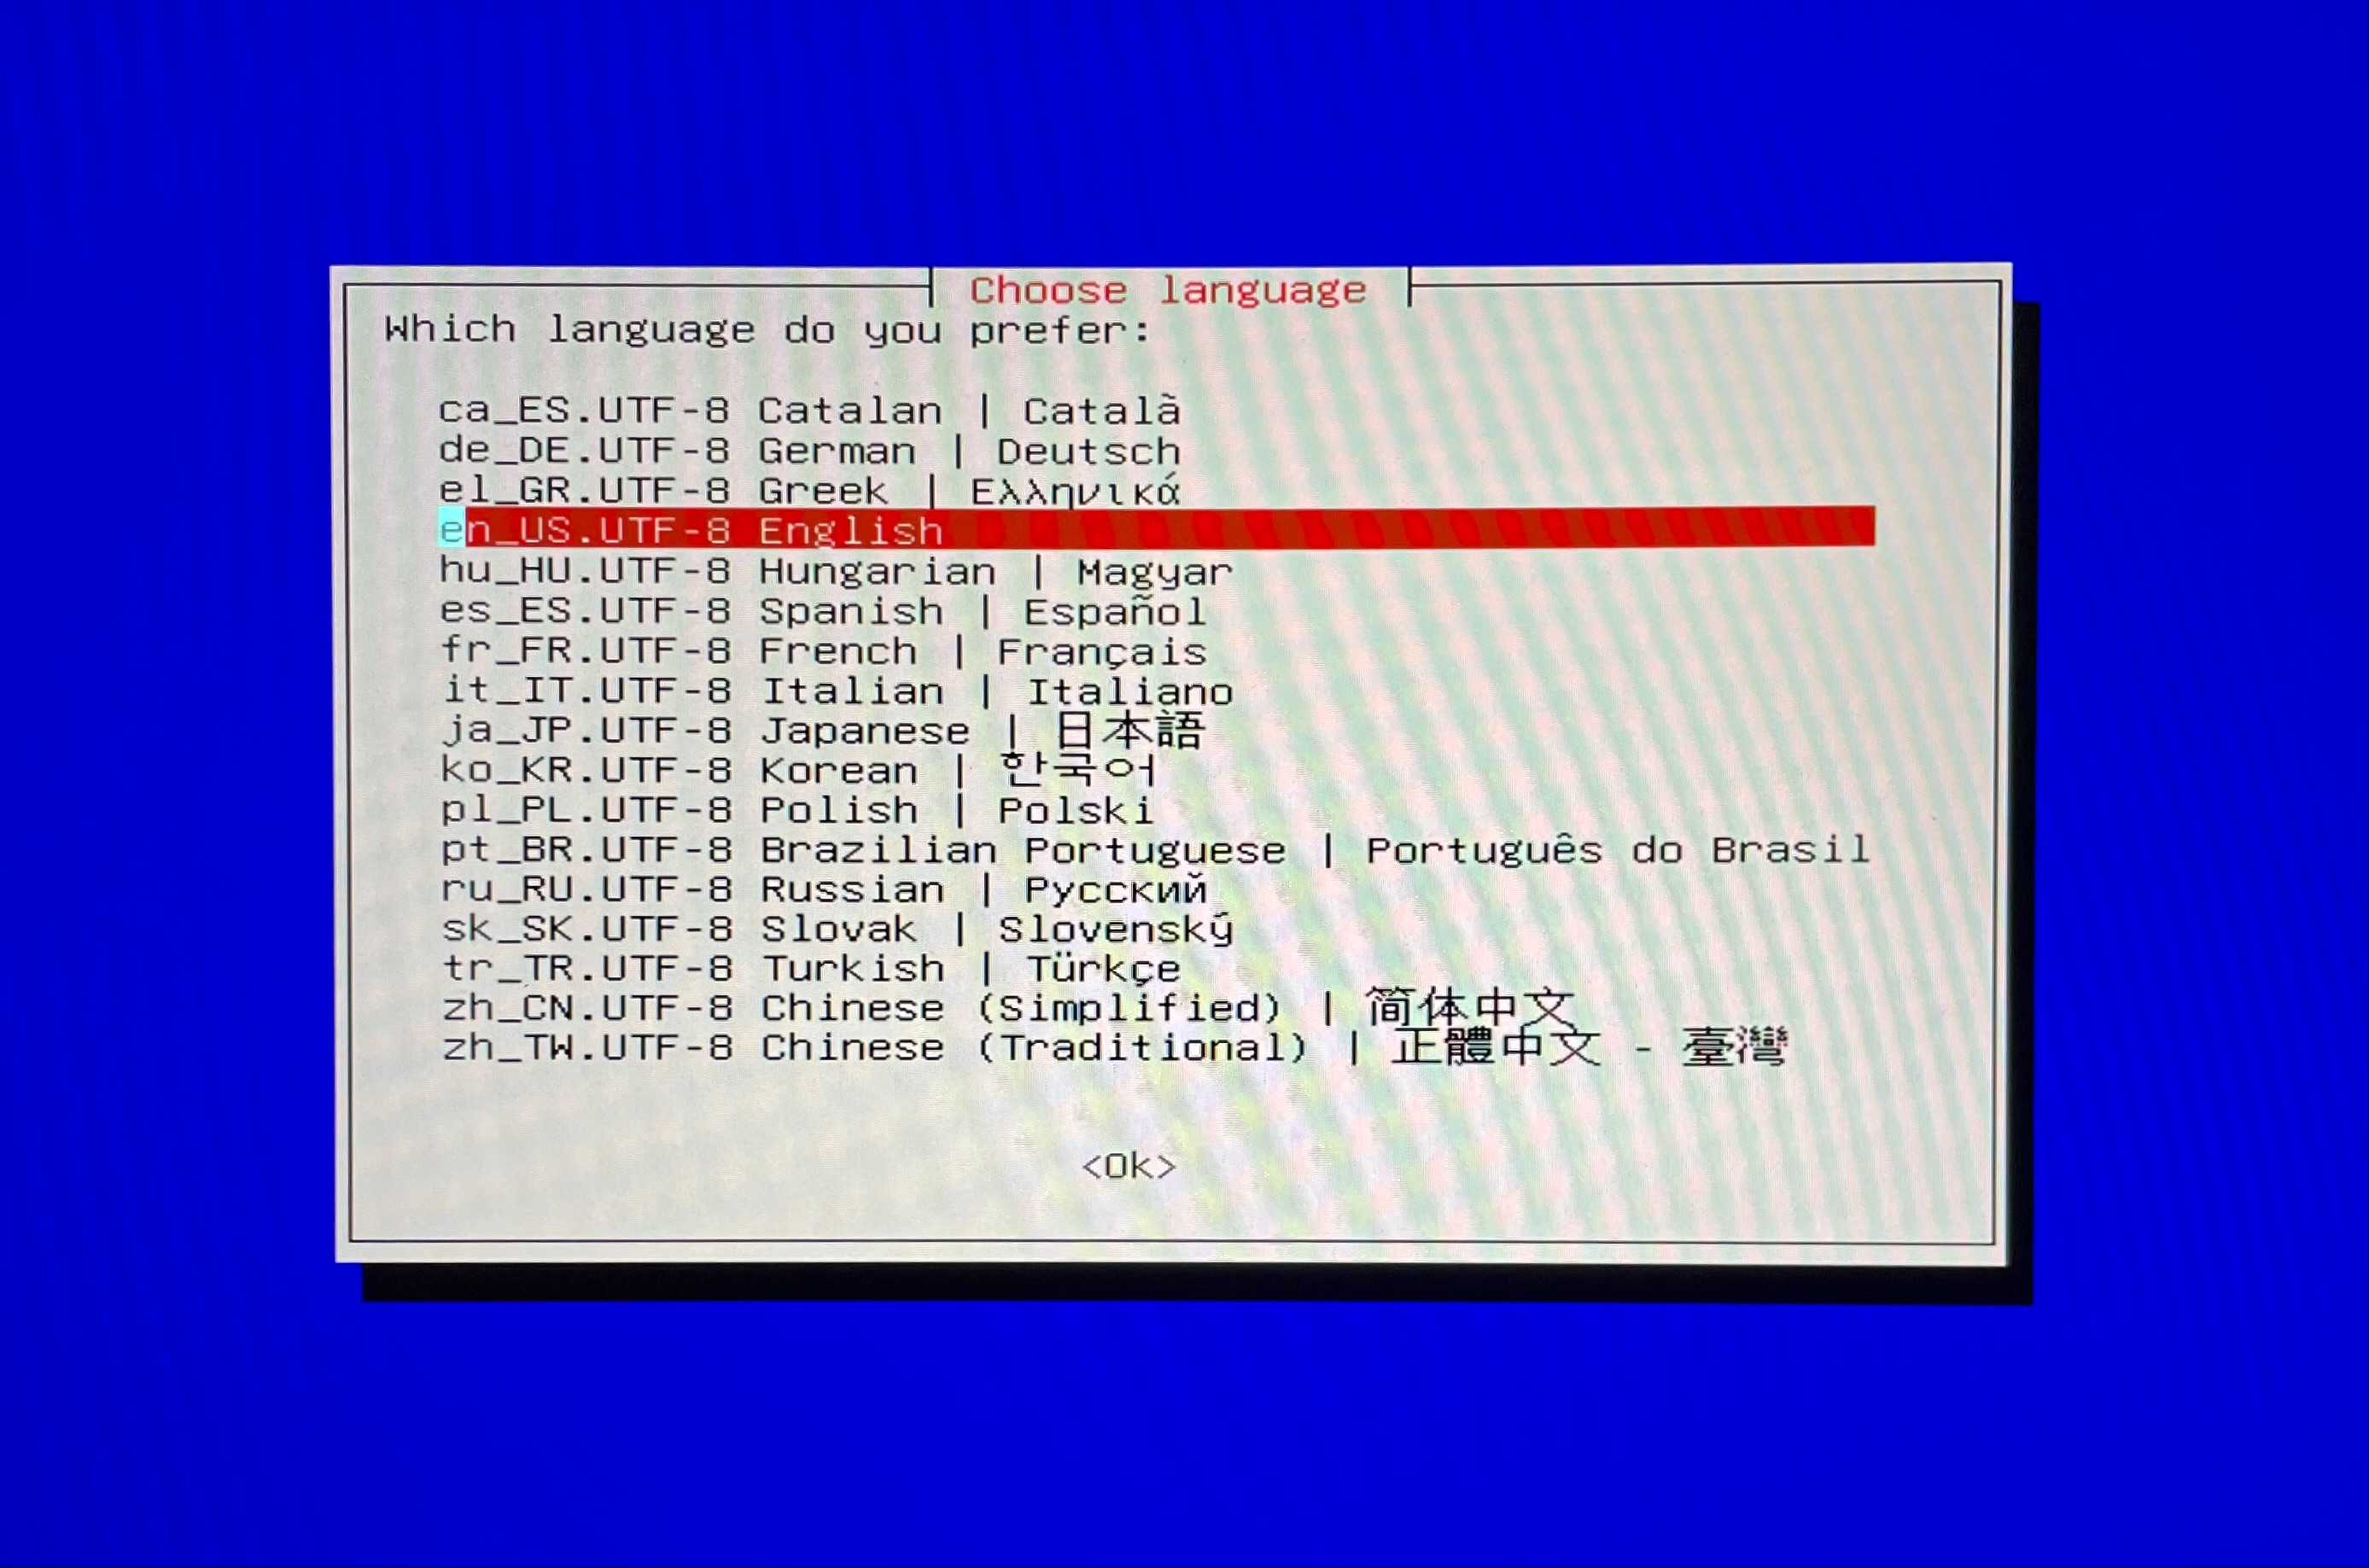 Choose language
Which language do you prefer:
ca_ES.UTF-8 Catalan | Català
de_DE.UTF-8 German | Deutsch
el_GR.UTF-8 Greek | Ελληνικά
en_US.UTF-8 English
hu_HU.UTF-8 Hungarian | Magyar
es_ES.UTF-8 Spanish | Español
fr_FR.UTF-8 French | Français
it_IT.UTF-8 Italian | Italiano
ja_JP.UTF-8 Japanese | 日本語
ko_KR.UTF-8 Korean | 한국어
pl_PL.UTF-8 Polish | Polski
pt_BR.UTF-8 Brazilian Portuguese | Português do Brasil
ru_RU.UTF-8 Russian | Русский
sk_SK.UTF-8 Slovak | Slovenský
tr_TR.UTF-8 Turkish | Türkçe
zh_CN.UTF-8 Chinese (Simplified) | 简体中文
zh_TW.UTF-8 Chinese (Traditional) | 正體中文 - 臺灣
<Ok>